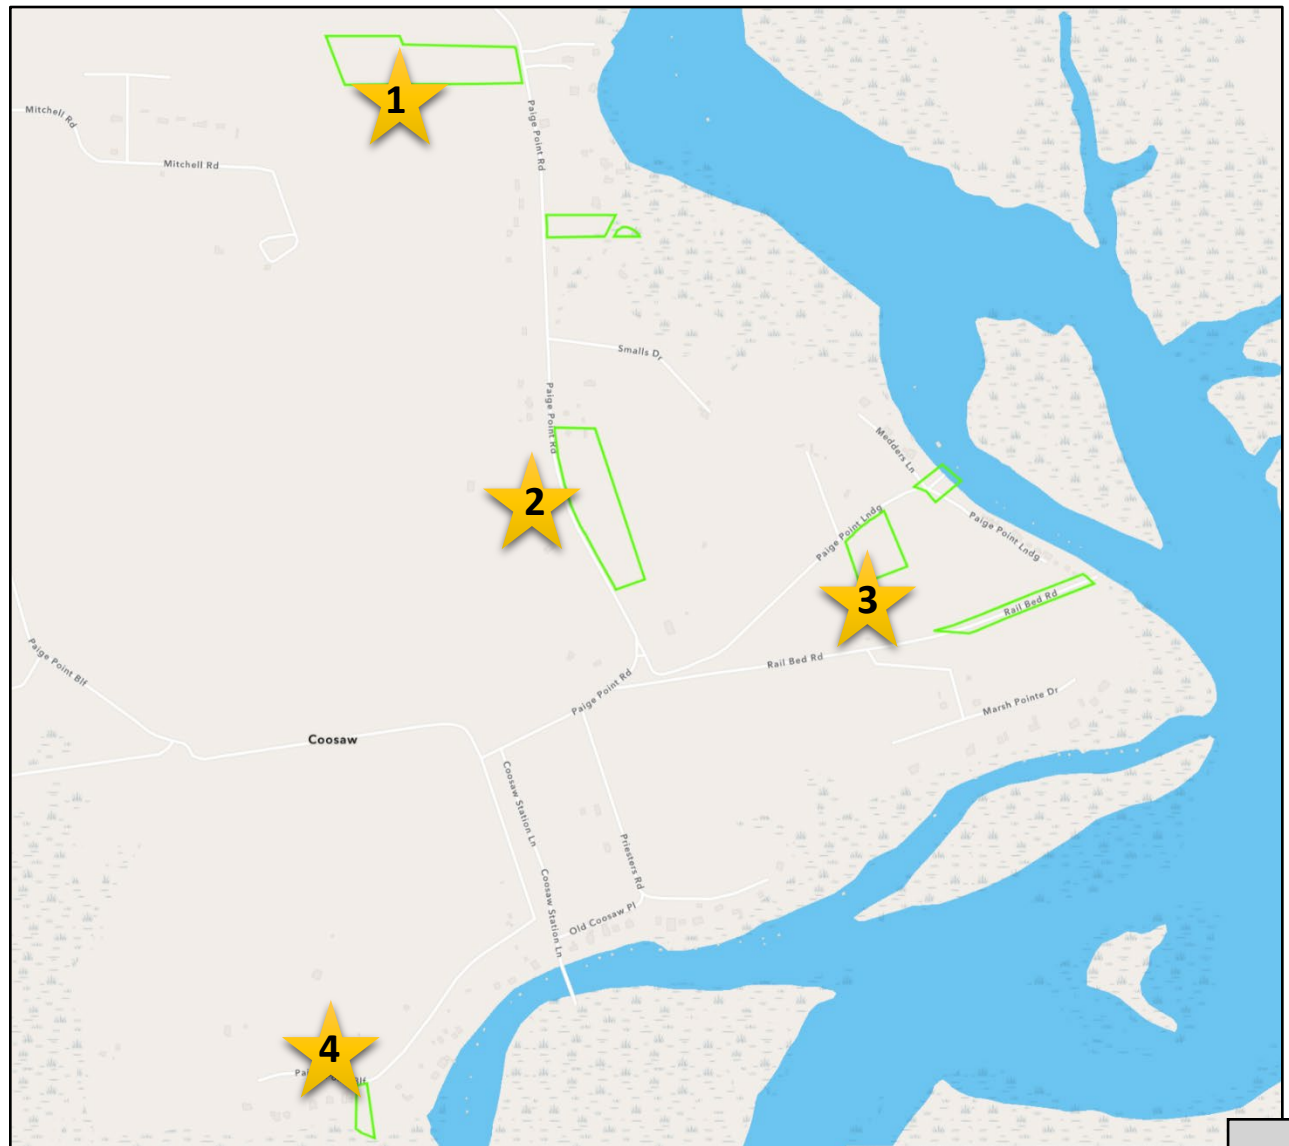 1
Mitchell Rd
Paige Point Rd
Mitchell Rd
Smalls Dr
Paige Point Rd
Medders Ln
2
Paige Point Lndg
Paige Point Lndg
3
Rail Bed Rd
Paige Point Blf
Rail Bed Rd
Paige Point Rd
Marsh Pointe Dr
Coosaw
Coosaw Station Ln
Priesters Rd
Coosaw Station Ln
Old Coosaw Pl
4